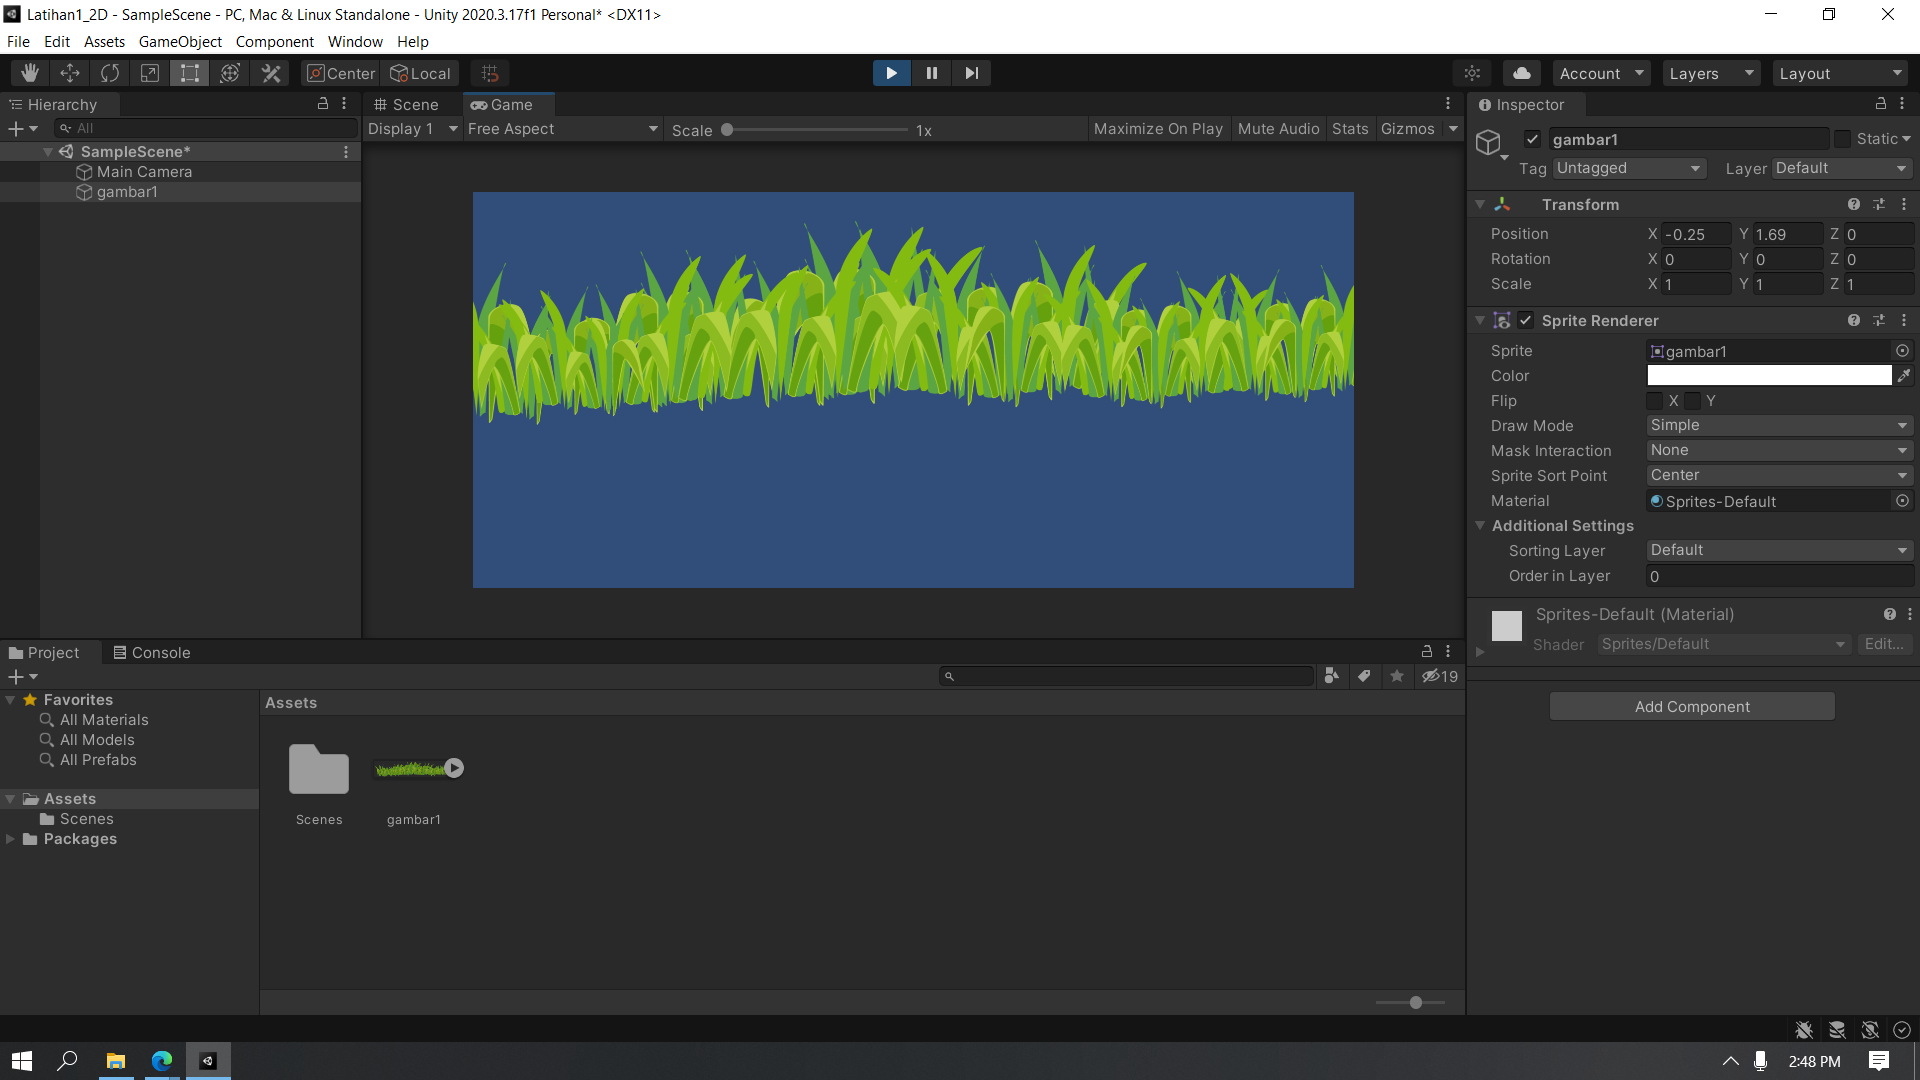 Latihan1_2D - SampleScene - PC, Mac & Linux Standalone - Unity 2020.3.17f1 Personal* <DX11>
File Edit Assets GameObject Component Window Help
Center Local Account Layers Layout
Hierarchy
All
SampleScene*
Main Camera
gambar1
Scene Game
Display 1 Free Aspect Scale 1x Maximize On Play Mute Audio Stats Gizmos
Inspector
gambar1 Static
Tag Untagged Layer Default
Transform
Position X -0.25 Y 1.69 Z 0
Rotation X 0 Y 0 Z 0
Scale X 1 Y 1 Z 1
Sprite Renderer
Sprite gambar1
Color
Flip X Y
Draw Mode Simple
Mask Interaction None
Sprite Sort Point Center
Material Sprites-Default
Additional Settings
Sorting Layer Default
Order in Layer 0
Sprites-Default (Material)
Shader Sprites/Default Edit...
Add Component
Project Console
19
Favorites
All Materials
All Models
All Prefabs
Assets
Scenes
Packages
Assets
Scenes gambar1
2:48 PM